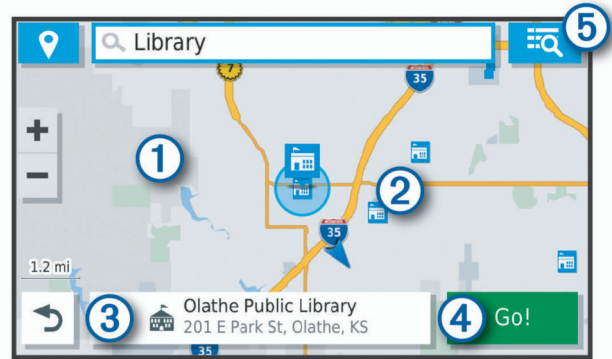 Library
5
7
35
+
1
−
2
35
1.2 mi
3
Olathe Public Library
201 E Park St, Olathe, KS
4
Go!
35